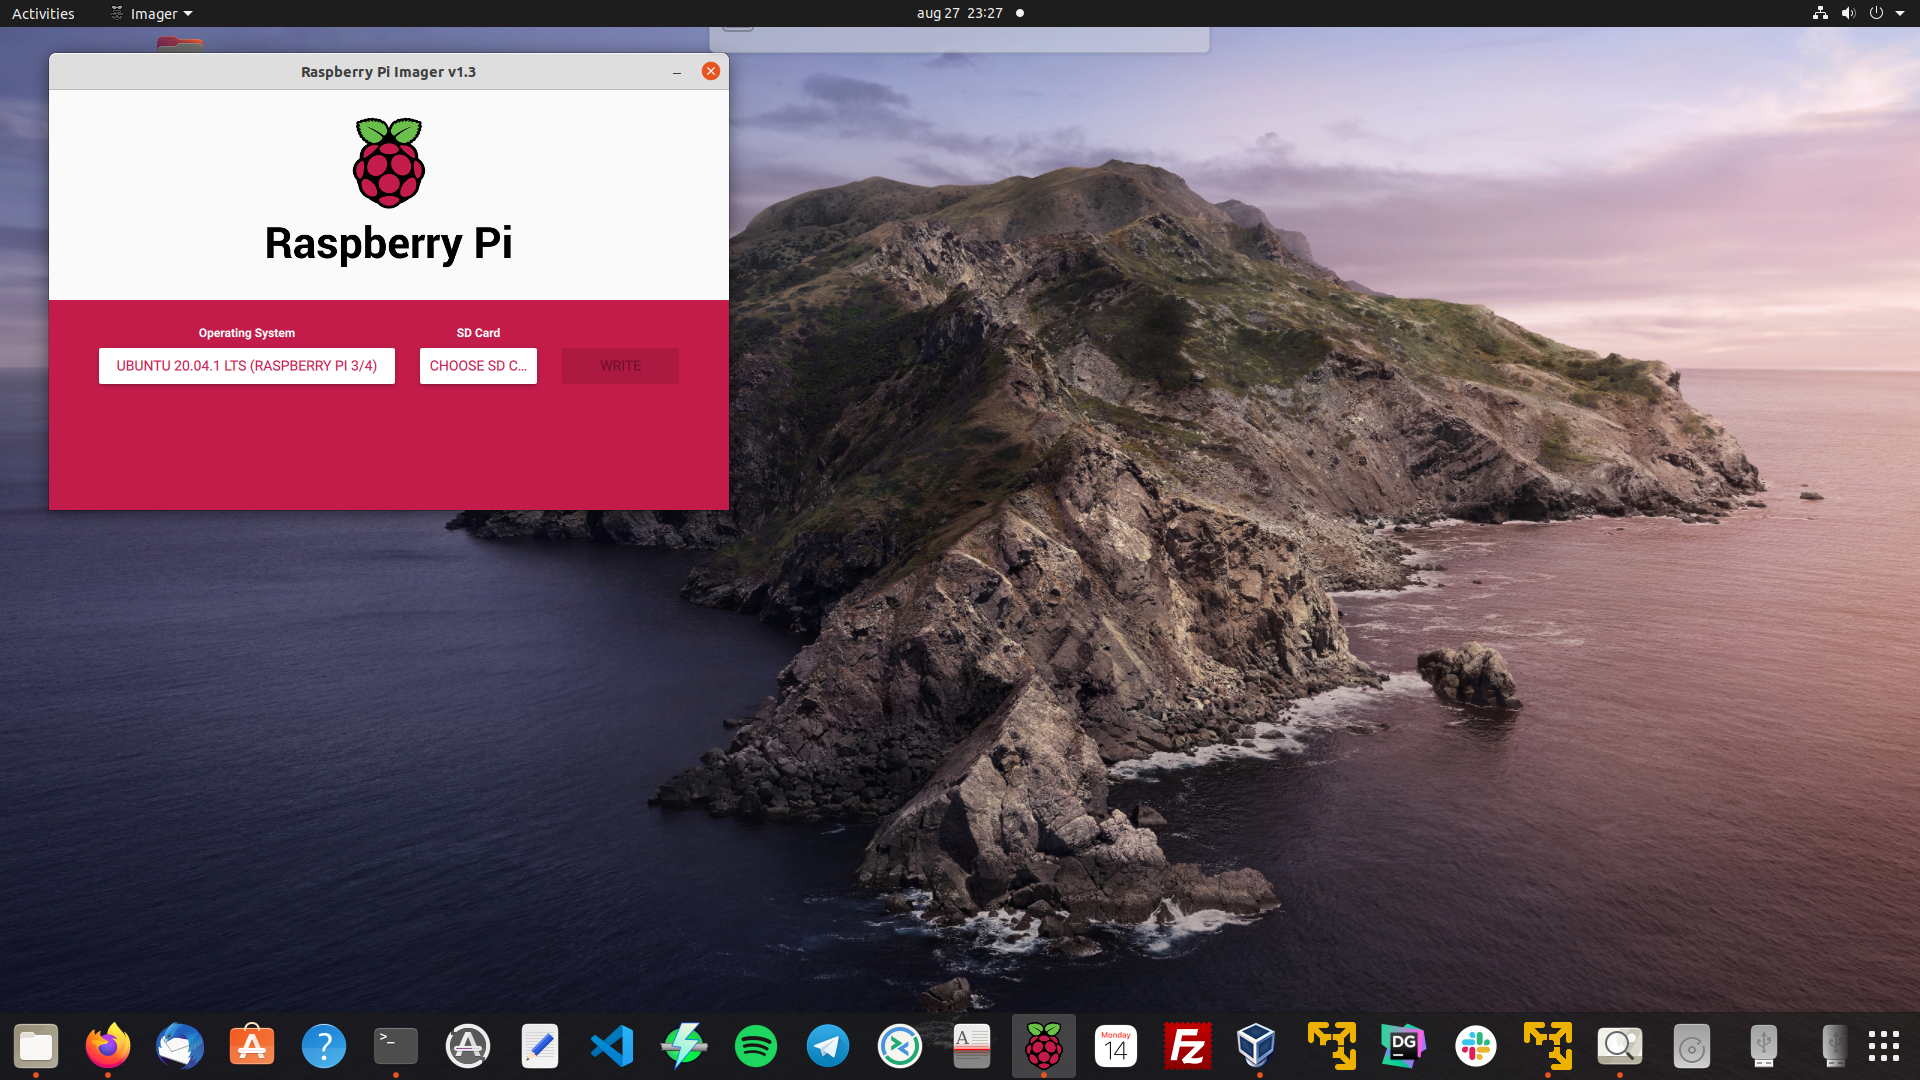 Activities
Imager
aug 27 23:27
Raspberry Pi Imager v1.3
Raspberry Pi
Operating System
SD Card
UBUNTU 20.04.1 LTS (RASPBERRY PI 3/4)
CHOOSE SD C...
WRITE
>_
A
?
A
Monday
14
Fz
DG